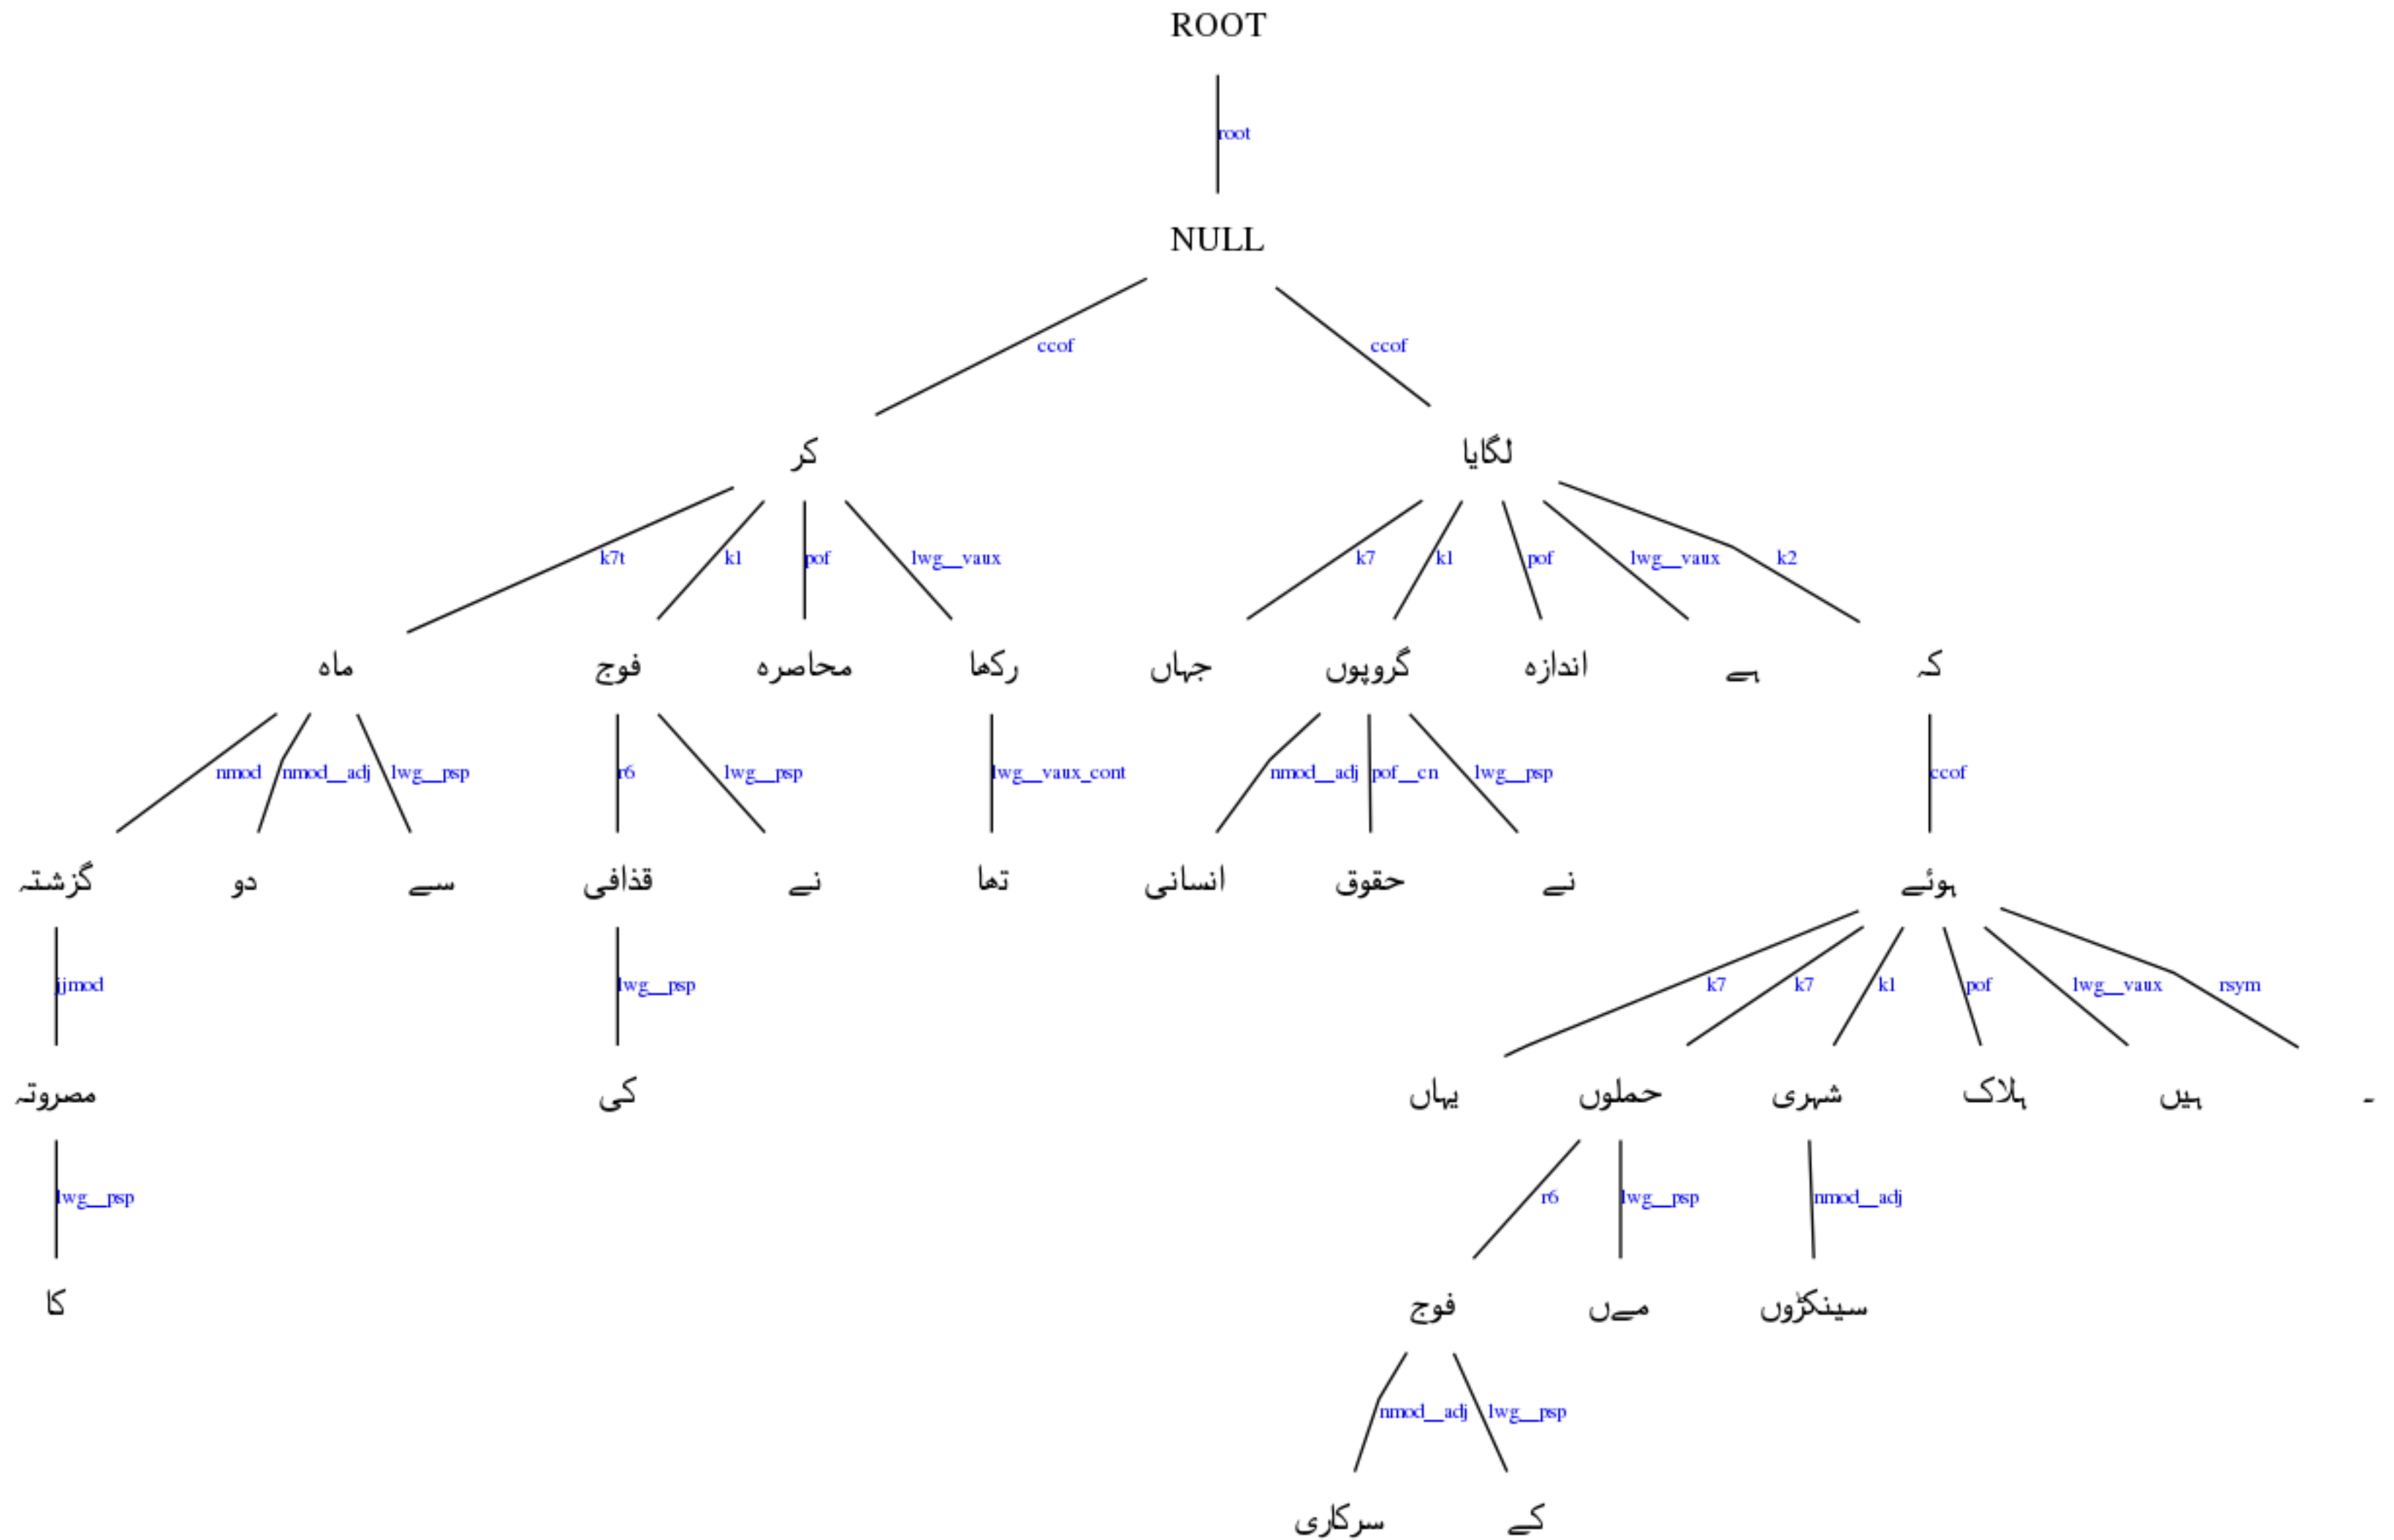 ROOT
root
NULL
ccof ccof
کر لگایا
k7t k1 pof lwg__vaux k7 k1 pof lwg__vaux k2
ماہ فوج محاصرہ رکھا جہاں گروپوں اندازہ ہے کہ
nmod nmod__adj lwg__psp r6 lwg__psp lwg__vaux_cont nmod__adj pof__cn lwg__psp ccof
گزشتہ دو سے قذافی نے تھا انسانی حقوق نے ہوئے
jjmod lwg__psp k7 k7 k1 pof lwg__vaux rsym
مصروتہ کی یہاں حملوں شہری ہلاک ہیں ۔
lwg__psp r6 lwg__psp nmod__adj
کا فوج مےں سینکڑوں
nmod__adj lwg__psp
سرکاری کے